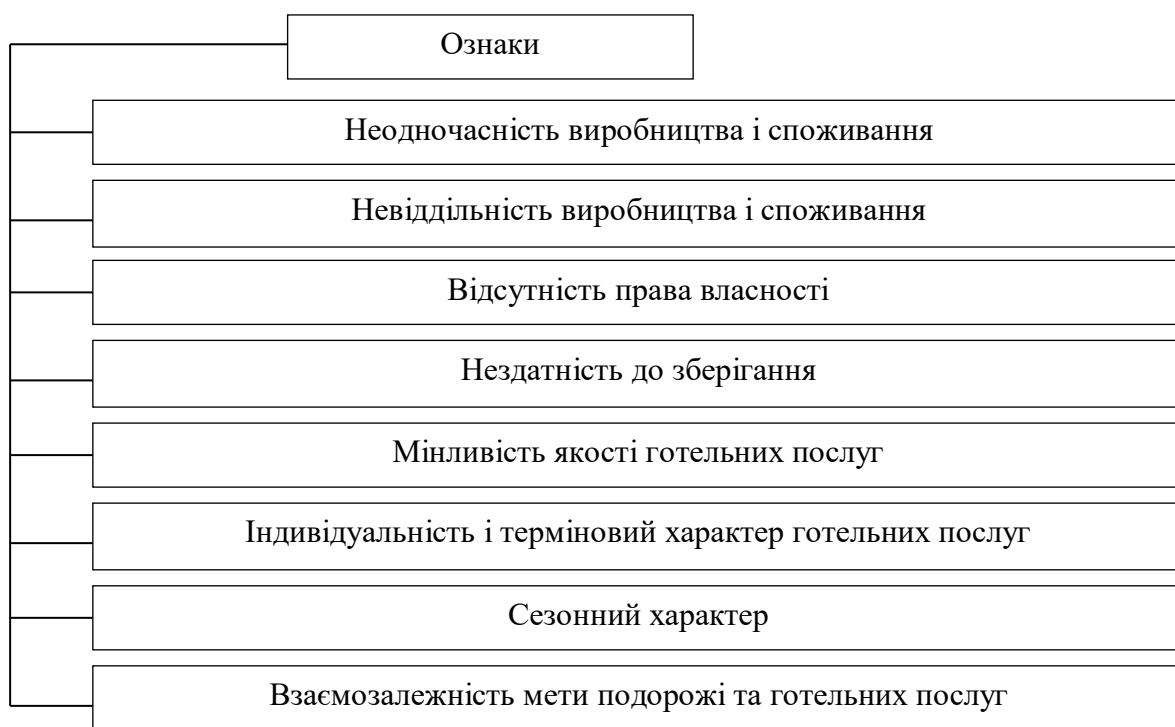 Ознаки
Неодночасність виробництва і споживання
Невіддільність виробництва і споживання
Відсутність права власності
Нездатність до зберігання
Мінливість якості готельних послуг
Індивідуальність і терміновий характер готельних послуг
Сезонний характер
Взаємозалежність мети подорожі та готельних послуг